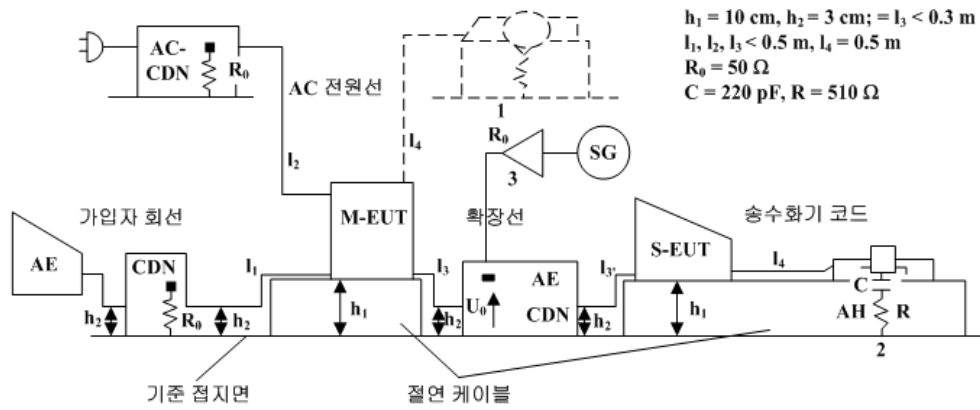 h₁ = 10 cm, h₂ = 3 cm; = l₃ < 0.3 m
l₁, l₂, l₃ < 0.5 m, l₄ = 0.5 m
R₀ = 50 Ω
C = 220 pF, R = 510 Ω
AC-
CDN
R₀
AC 전원선
1
l₂
l₄
R₀
3
SG
가입자 회선
M-EUT
확장선
송수화기 코드
AE
CDN
l₁
l₃
AE
CDN
U₀
l₃'
S-EUT
l₄
h₂
R₀
h₂
h₁
h₂
h₂
h₁
C
AH
R
2
기준 접지면
절연 케이블